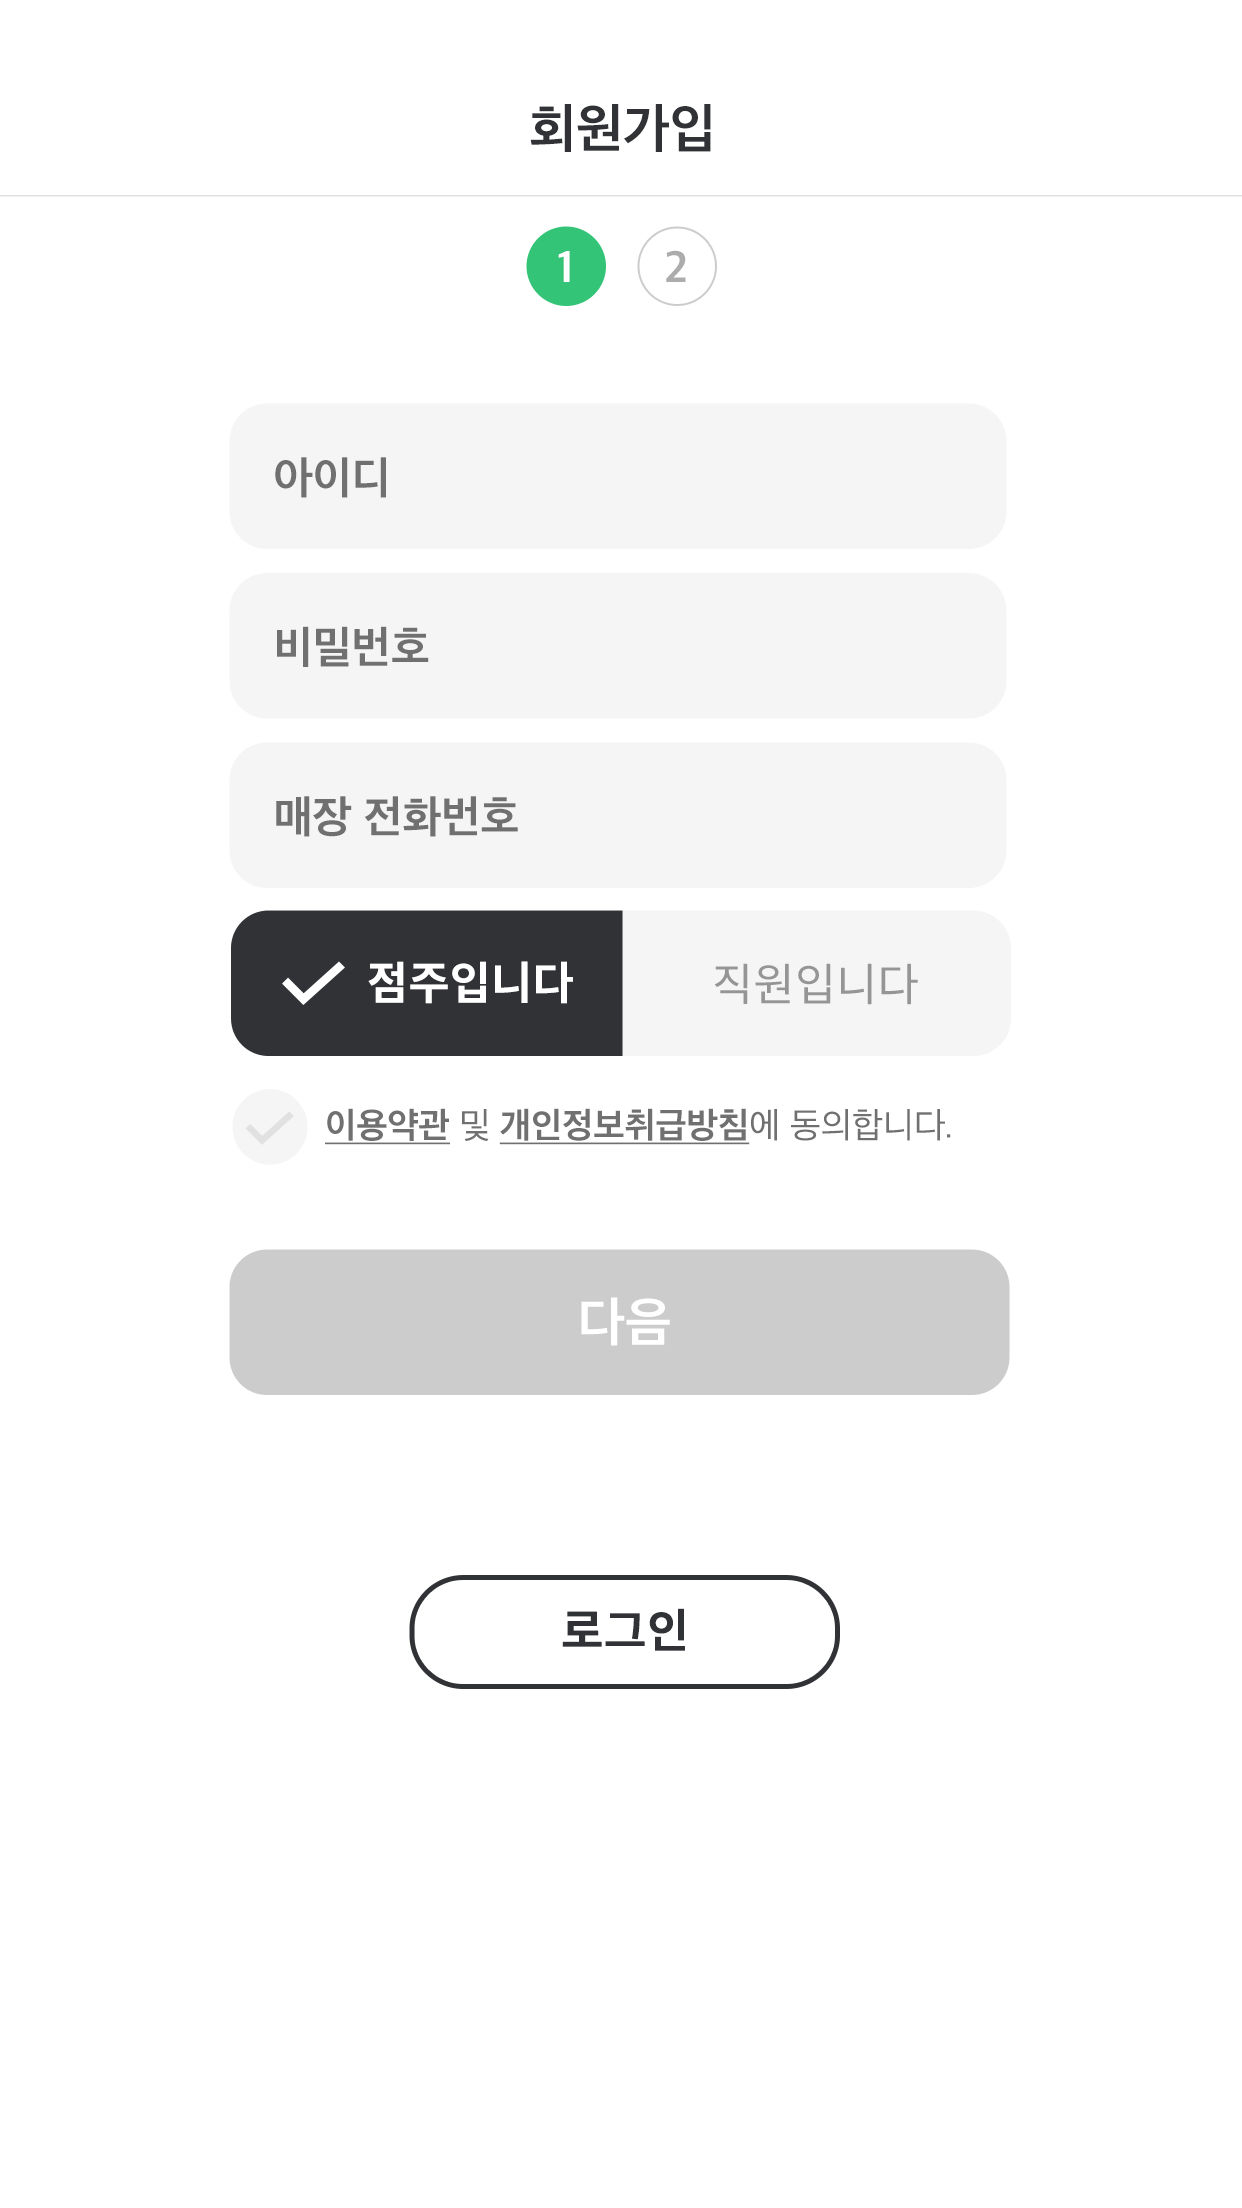 회원가입
1 2
아이디
비밀번호
매장 전화번호
점주입니다 직원입니다
이용약관 및 개인정보취급방침에 동의합니다.
다음
로그인